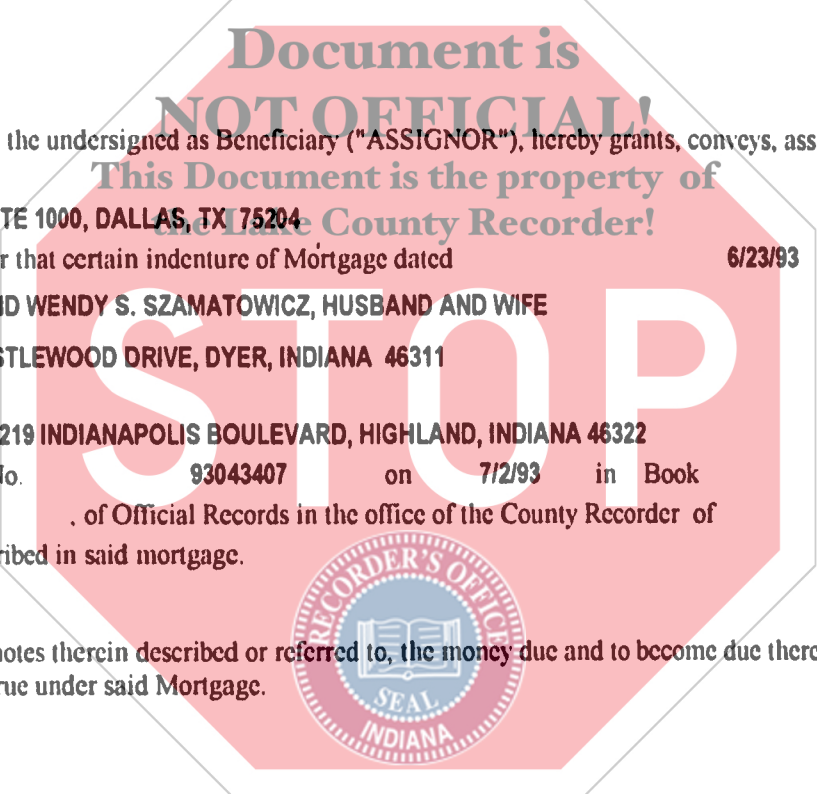 Document is
NOT OFFICIAL!
the undersigned as Beneficiary ("ASSIGNOR"), hereby grants, conveys, ass
This Document is the property of
TE 1000, DALLAS, TX 75204
the Lake County Recorder!
r that certain indenture of Mortgage dated 6/23/93
ND WENDY S. SZAMATOWICZ, HUSBAND AND WIFE
STLEWOOD DRIVE, DYER, INDIANA 46311
STOP
219 INDIANAPOLIS BOULEVARD, HIGHLAND, INDIANA 46322
No. 93043407 on 7/2/93 in Book
, of Official Records in the office of the County Recorder of
ribed in said mortgage.
RECORDER'S OFFICE
notes therein described or referred to, the money due and to become due there
rue under said Mortgage.
SEAL
INDIANA